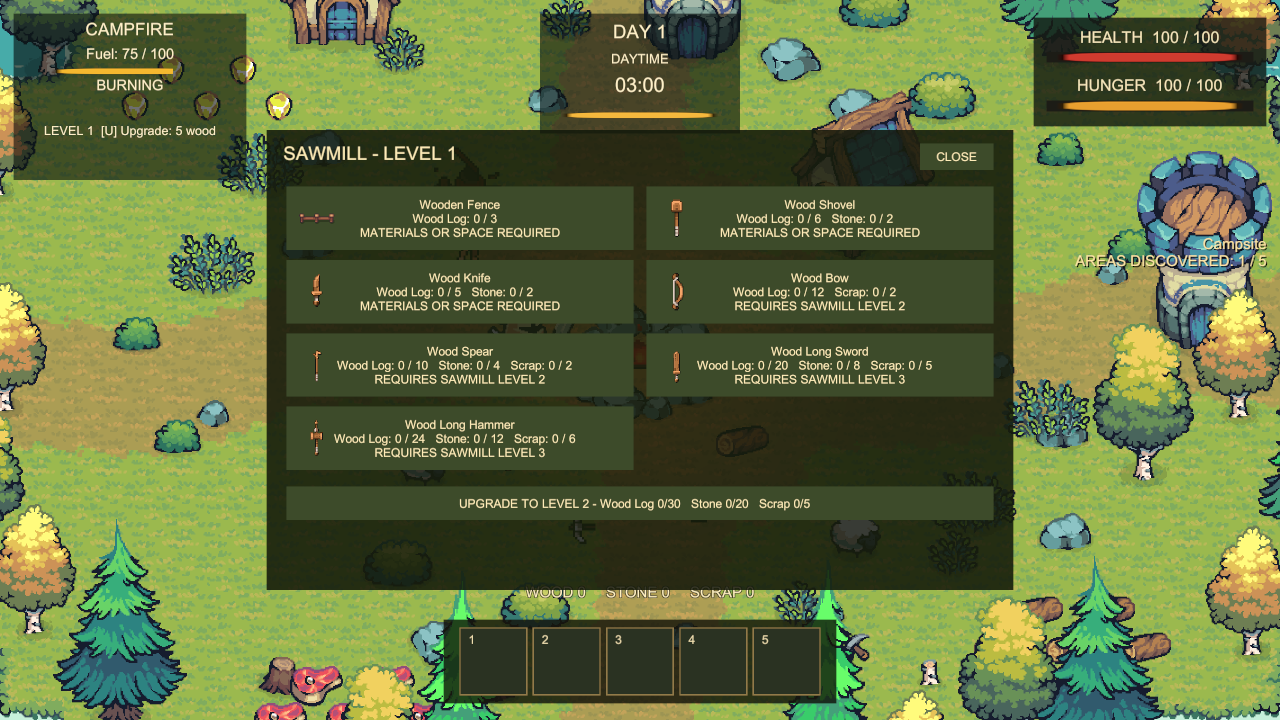 CAMPFIRE
Fuel: 75 / 100
BURNING
LEVEL 1 [U] Upgrade: 5 wood
DAY 1
DAYTIME
03:00
HEALTH 100 / 100
HUNGER 100 / 100
Campsite
AREAS DISCOVERED: 1 / 5
SAWMILL - LEVEL 1
CLOSE
Wooden Fence
Wood Log: 0 / 3
MATERIALS OR SPACE REQUIRED
Wood Shovel
Wood Log: 0 / 6 Stone: 0 / 2
MATERIALS OR SPACE REQUIRED
Wood Knife
Wood Log: 0 / 5 Stone: 0 / 2
MATERIALS OR SPACE REQUIRED
Wood Bow
Wood Log: 0 / 12 Scrap: 0 / 2
REQUIRES SAWMILL LEVEL 2
Wood Spear
Wood Log: 0 / 10 Stone: 0 / 4 Scrap: 0 / 2
REQUIRES SAWMILL LEVEL 2
Wood Long Sword
Wood Log: 0 / 20 Stone: 0 / 8 Scrap: 0 / 5
REQUIRES SAWMILL LEVEL 3
Wood Long Hammer
Wood Log: 0 / 24 Stone: 0 / 12 Scrap: 0 / 6
REQUIRES SAWMILL LEVEL 3
UPGRADE TO LEVEL 2 - Wood Log 0/30 Stone 0/20 Scrap 0/5
WOOD 0 STONE 0 SCRAP 0
1 2 3 4 5